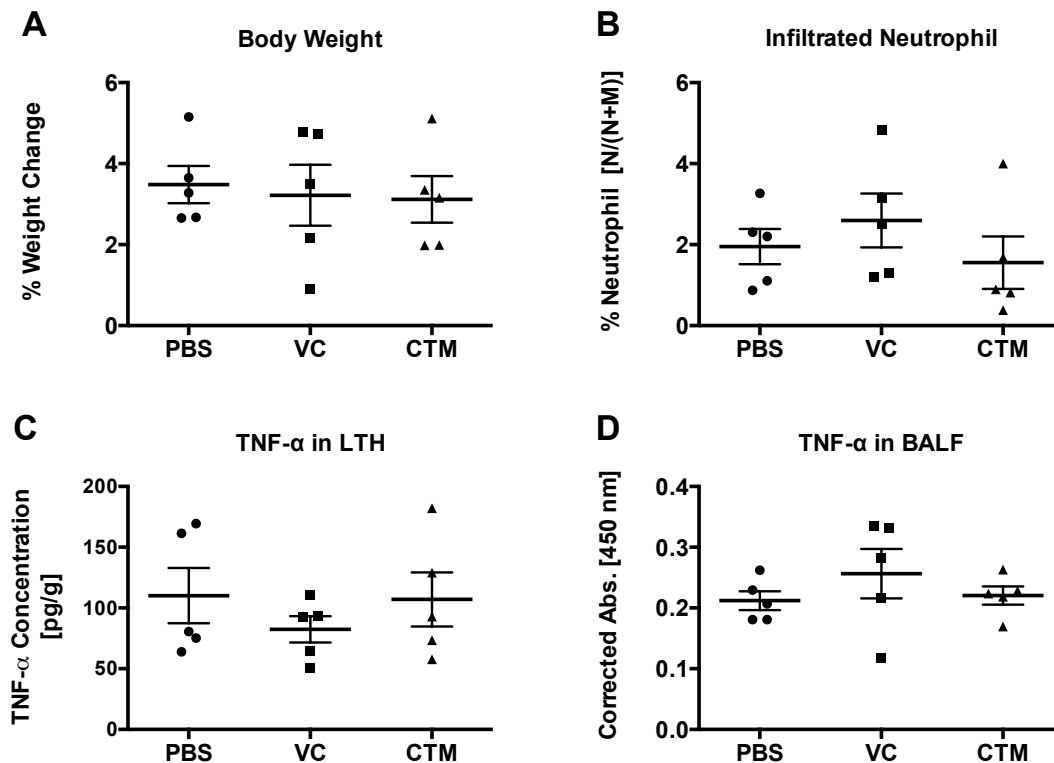 A
Body Weight
% Weight Change
6
4
2
0
PBS VC CTM
B
Infiltrated Neutrophil
% Neutrophil [N/(N+M)]
6
4
2
0
PBS VC CTM
C
TNF-α in LTH
TNF-α Concentration
[pg/g]
200
150
100
50
0
PBS VC CTM
D
TNF-α in BALF
Corrected Abs. [450 nm]
0.4
0.3
0.2
0.1
0.0
PBS VC CTM